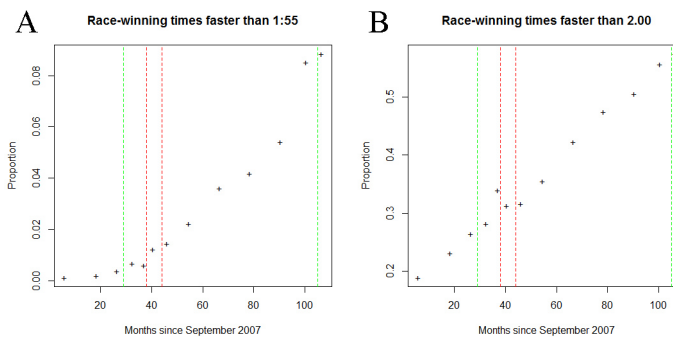 A
Race-winning times faster than 1:55
Proportion
0.08
0.06
0.04
0.02
0.00
20 40 60 80 100
Months since September 2007
B
Race-winning times faster than 2.00
Proportion
0.5
0.4
0.3
0.2
20 40 60 80 100
Months since September 2007